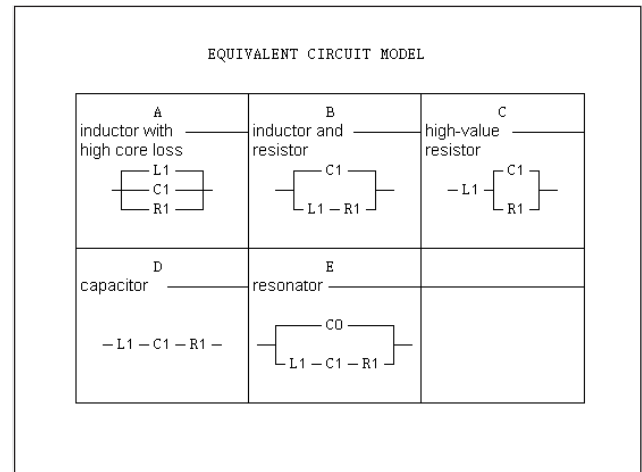 EQUIVALENT CIRCUIT MODEL
A
inductor with
high core loss
L1
C1
R1
B
inductor and
resistor
C1
L1 R1
C
high-value
resistor
C1
L1
R1
D
capacitor
L1 C1 R1
E
resonator
C0
L1 C1 R1